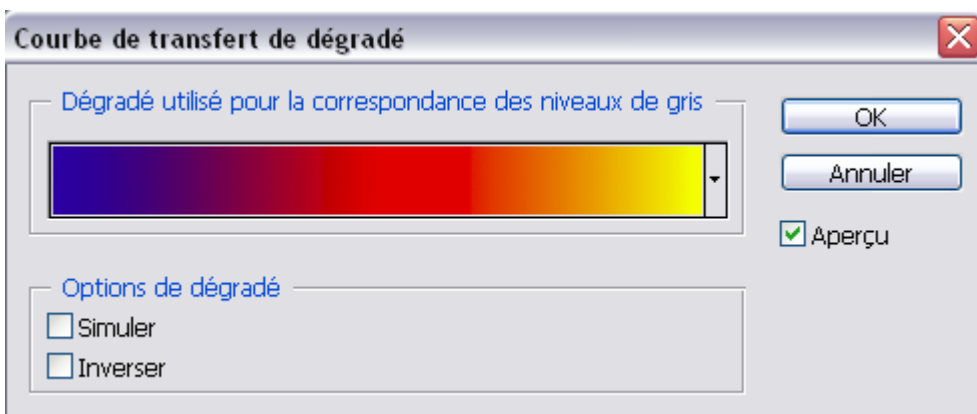 Courbe de transfert de dégradé
Dégradé utilisé pour la correspondance des niveaux de gris
OK
Annuler
Aperçu
Options de dégradé
Simuler
Inverser